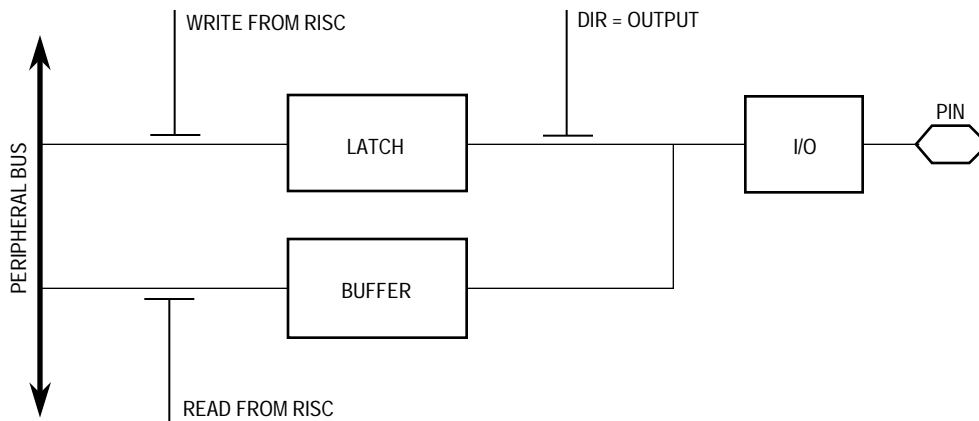 WRITE FROM RISC
DIR = OUTPUT
PERIPHERAL BUS
LATCH
I/O
PIN
BUFFER
READ FROM RISC